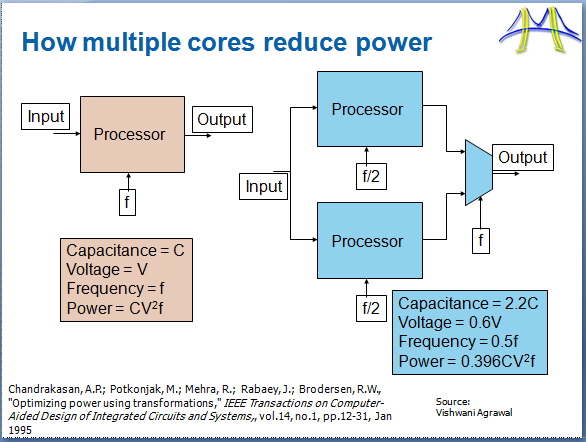 How multiple cores reduce power
Input
Processor
Output
f
Capacitance = C
Voltage = V
Frequency = f
Power = CV²f
Processor
f/2
Input
Processor
f/2
Output
f
Capacitance = 2.2C
Voltage = 0.6V
Frequency = 0.5f
Power = 0.396CV²f
Chandrakasan, A.P.; Potkonjak, M.; Mehra, R.; Rabaey, J.; Brodersen, R.W.,
"Optimizing power using transformations," IEEE Transactions on Computer-
Aided Design of Integrated Circuits and Systems,, vol.14, no.1, pp.12-31, Jan
1995
Source:
Vishwani Agrawal